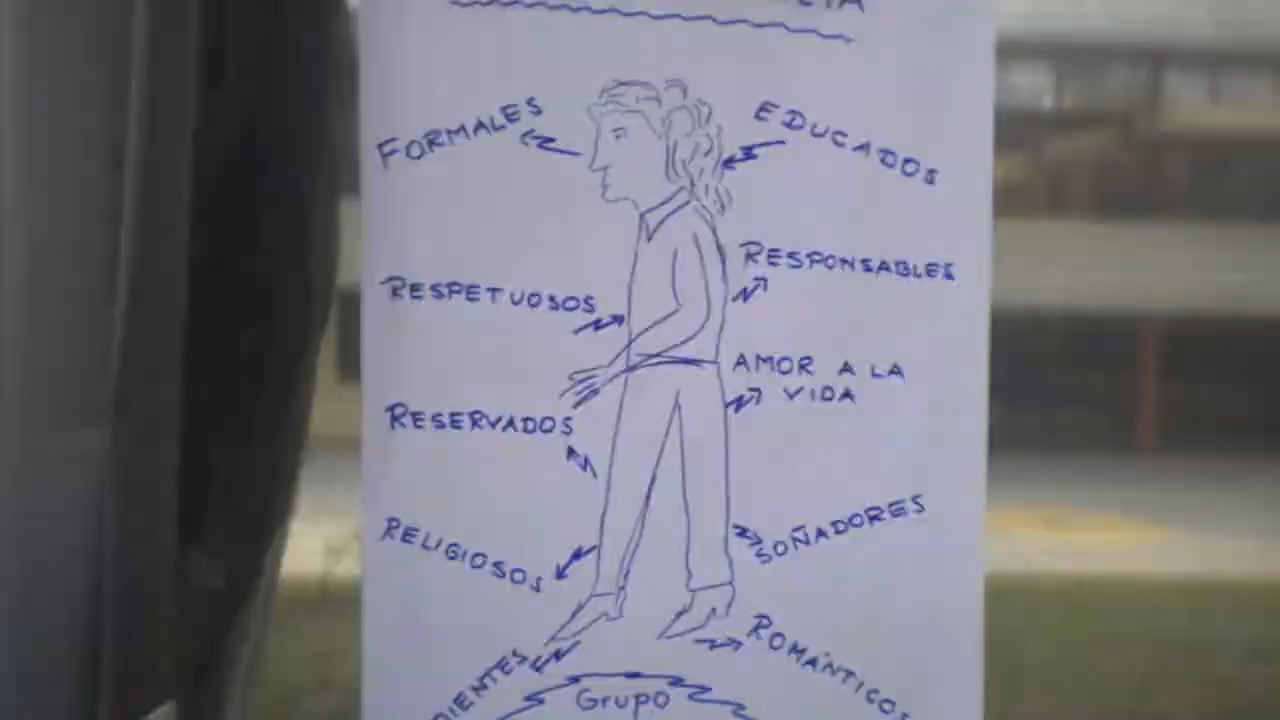 FORMALES
EDUCADOS
RESPETUOSOS
RESPONSABLES
AMOR A LA
VIDA
RESERVADOS
RELIGIOSOS
SOÑADORES
ROMÁNTICOS
Grupo